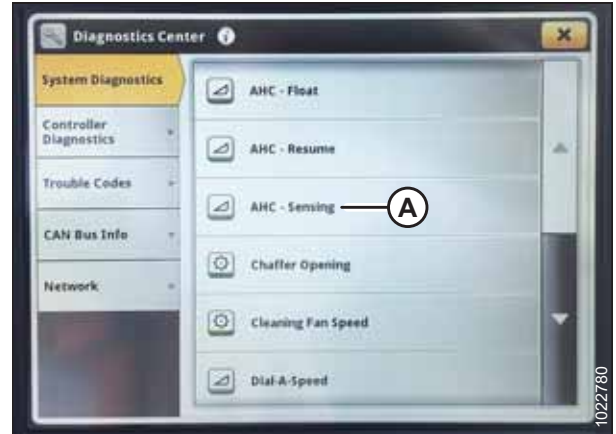 Diagnostics Center
System Diagnostics
Controller
Diagnostics
Trouble Codes
CAN Bus Info
Network
AHC - Float
AHC - Resume
AHC - Sensing
A
Chaffer Opening
Cleaning Fan Speed
Dial-A-Speed
1022780